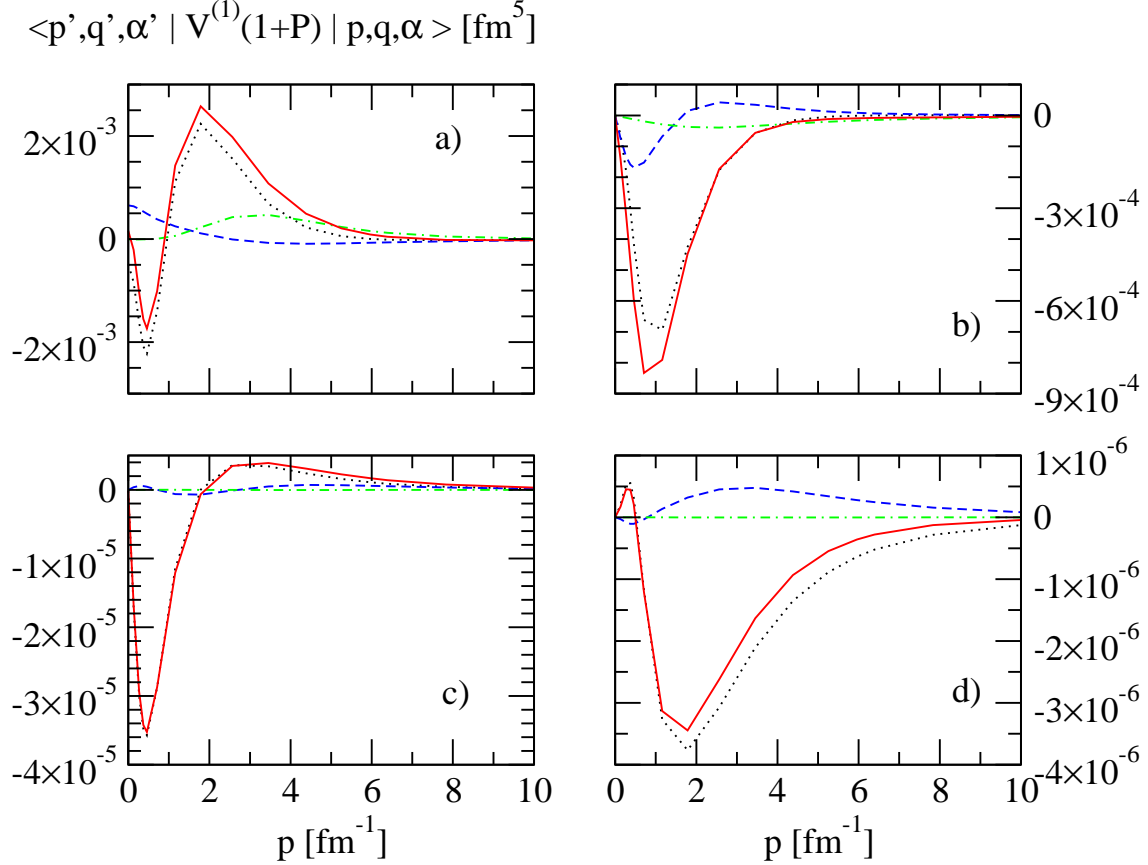 <p’,q’,α’ | V⁽¹⁾(1+P) | p,q,α > [fm⁵]
a)
2×10⁻³
0
-2×10⁻³
b)
0
-3×10⁻⁴
-6×10⁻⁴
-9×10⁻⁴
c)
0
-1×10⁻⁵
-2×10⁻⁵
-3×10⁻⁵
-4×10⁻⁵
0 2 4 6 8 10
p [fm⁻¹]
d)
1×10⁻⁶
0
-1×10⁻⁶
-2×10⁻⁶
-3×10⁻⁶
-4×10⁻⁶
0 2 4 6 8 10
p [fm⁻¹]